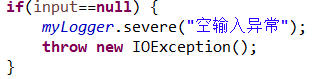 if(input==null) {
myLogger.severe("空输入异常");
throw new IOException();
}